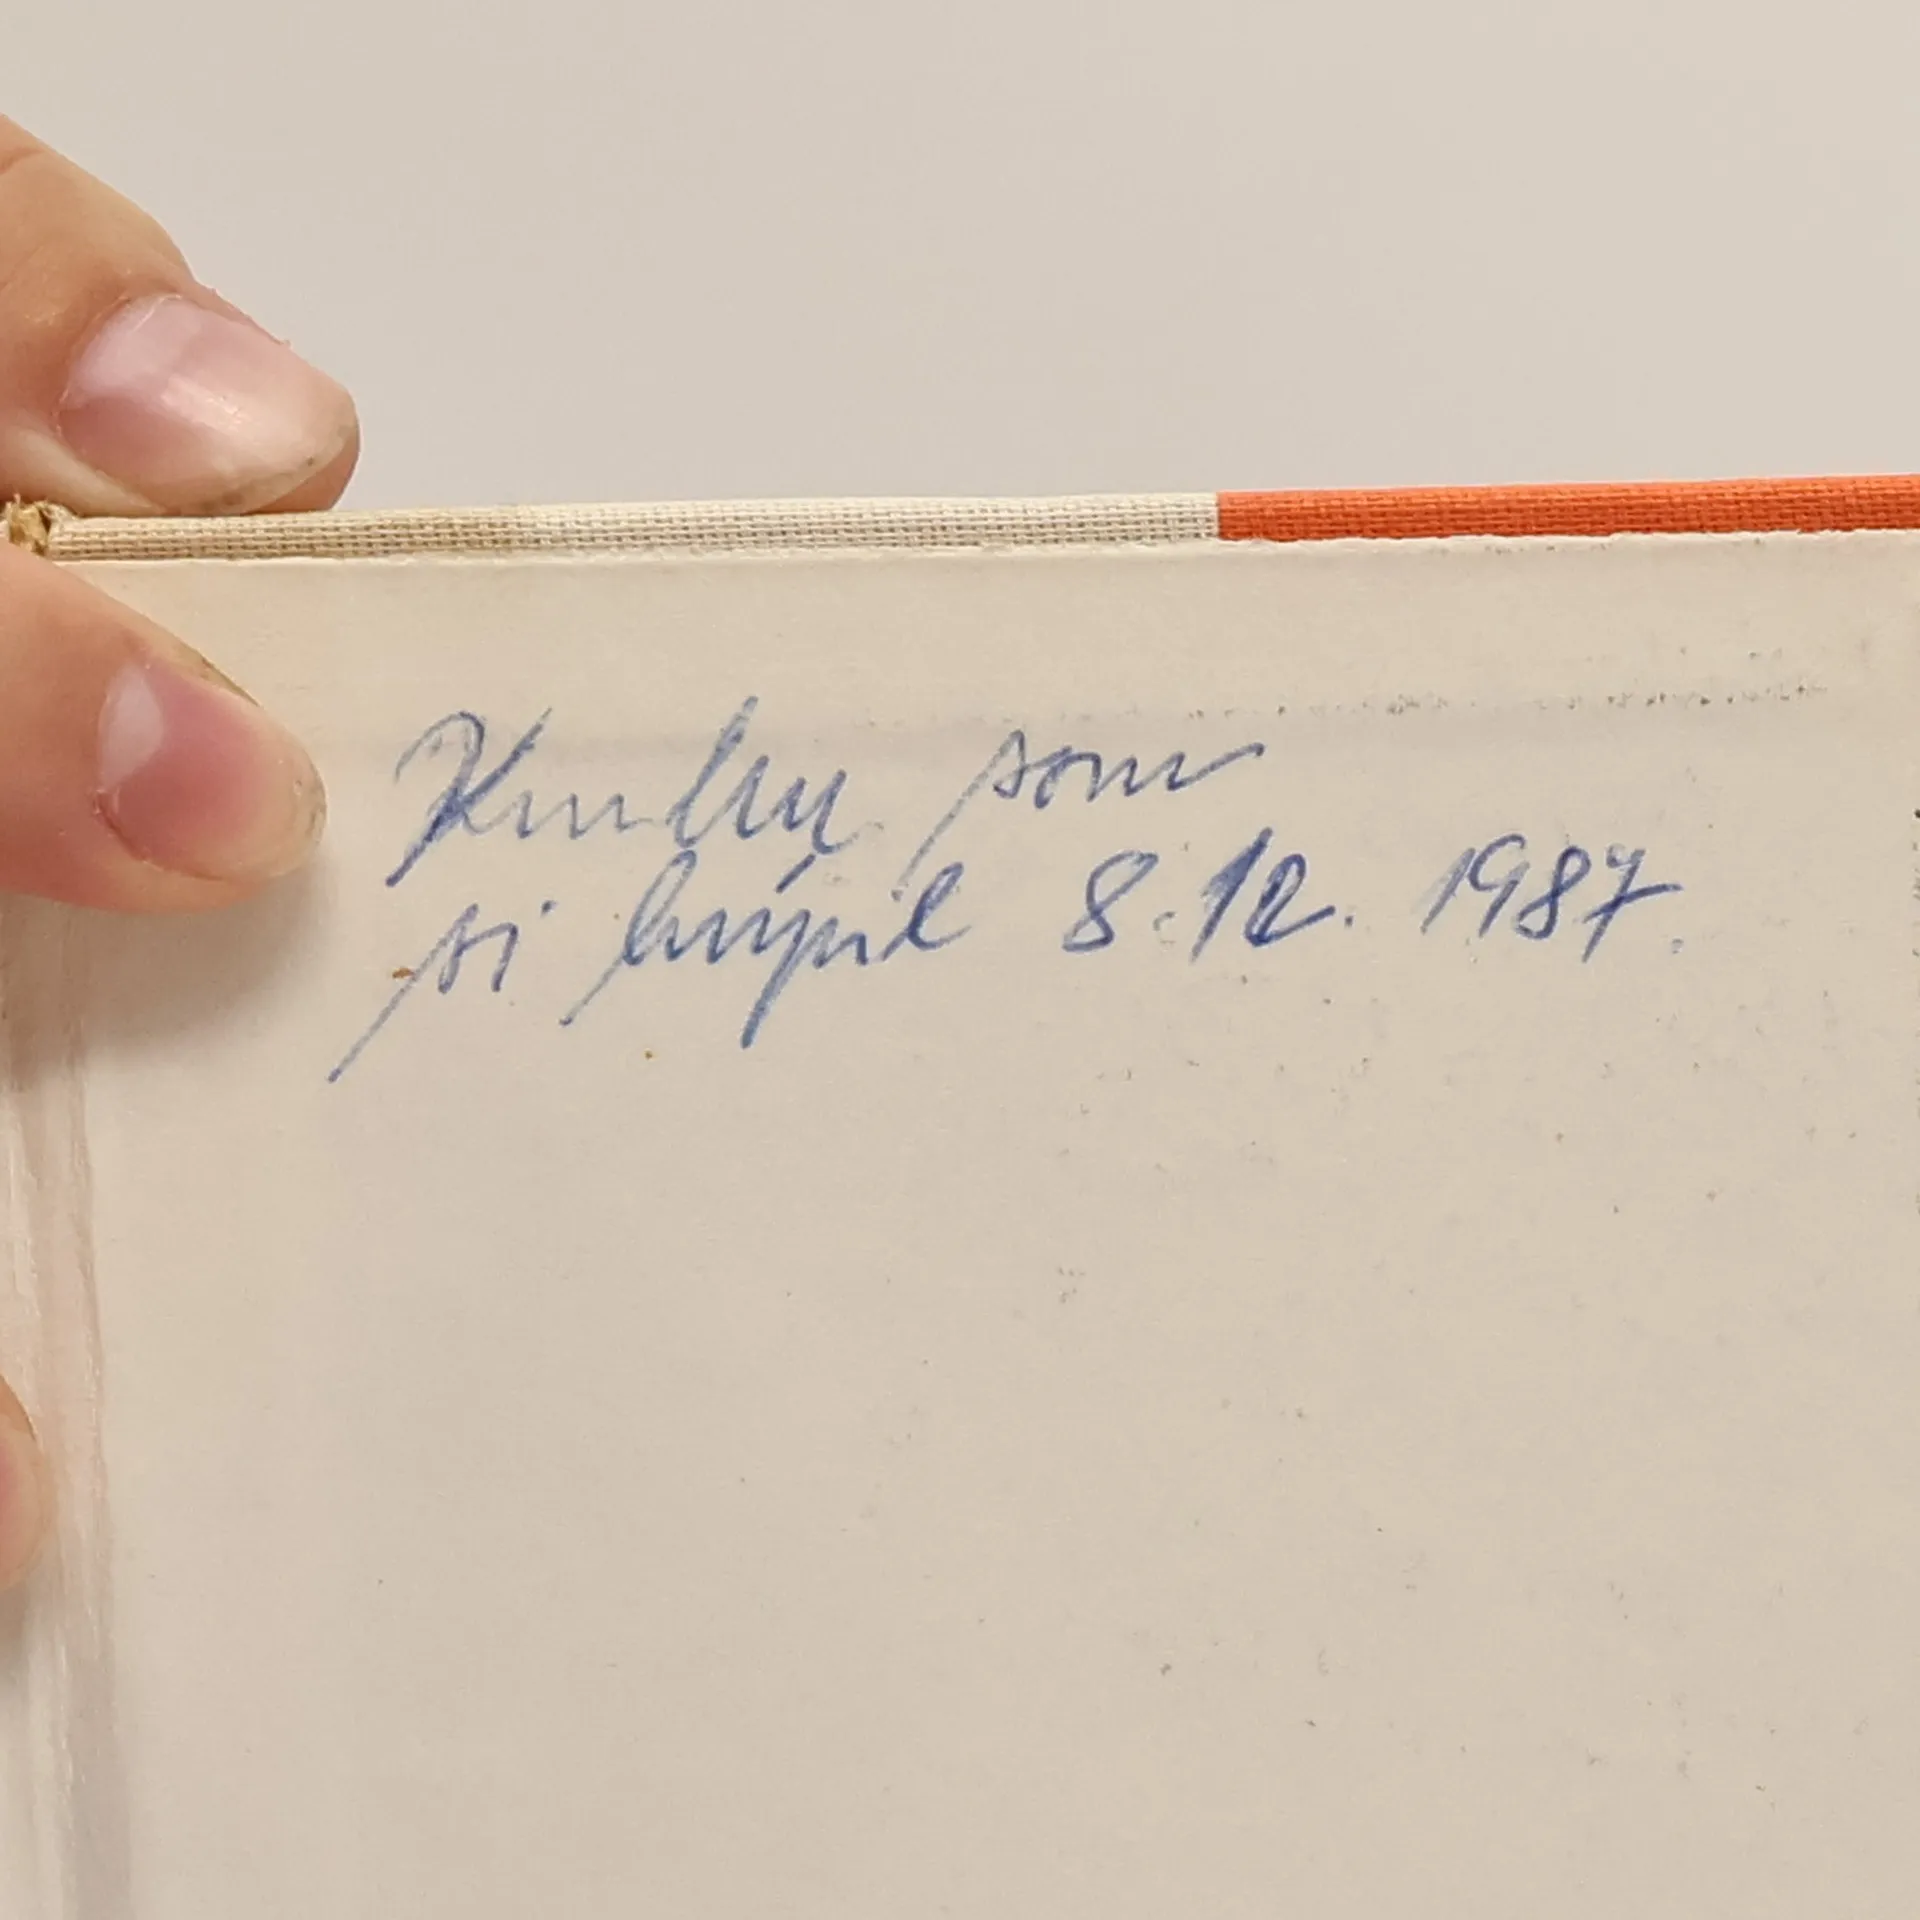 Knihu som
si kúpil 8.12. 1987.